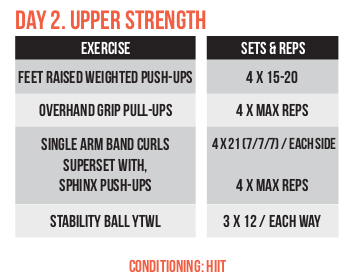 DAY 2. UPPER STRENGTH
EXERCISE SETS & REPS
FEET RAISED WEIGHTED PUSH-UPS 4 X 15-20
OVERHAND GRIP PULL-UPS 4 X MAX REPS
SINGLE ARM BAND CURLS 4 X 21 (7/7/7) / EACH SIDE
SUPERSET WITH,
SPHINX PUSH-UPS 4 X MAX REPS
STABILITY BALL YTWL 3 X 12 / EACH WAY
CONDITIONING: HIIT